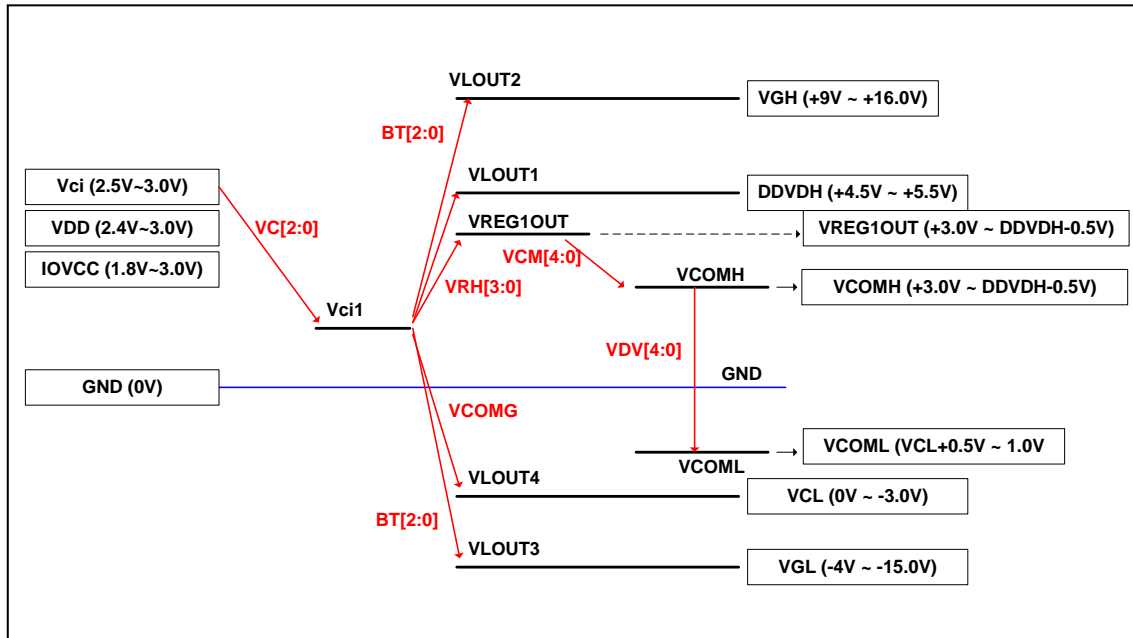 VLOUT2
VGH (+9V ~ +16.0V)
BT[2:0]
Vci (2.5V~3.0V)
VLOUT1
DDVDH (+4.5V ~ +5.5V)
VC[2:0]
VDD (2.4V~3.0V)
VREG1OUT
VREG1OUT (+3.0V ~ DDVDH-0.5V)
VCM[4:0]
IOVCC (1.8V~3.0V)
VRH[3:0]
VCOMH
VCOMH (+3.0V ~ DDVDH-0.5V)
Vci1
VDV[4:0]
GND (0V)
GND
VCOMG
VCOML (VCL+0.5V ~ 1.0V
VCOML
VLOUT4
VCL (0V ~ -3.0V)
BT[2:0]
VLOUT3
VGL (-4V ~ -15.0V)